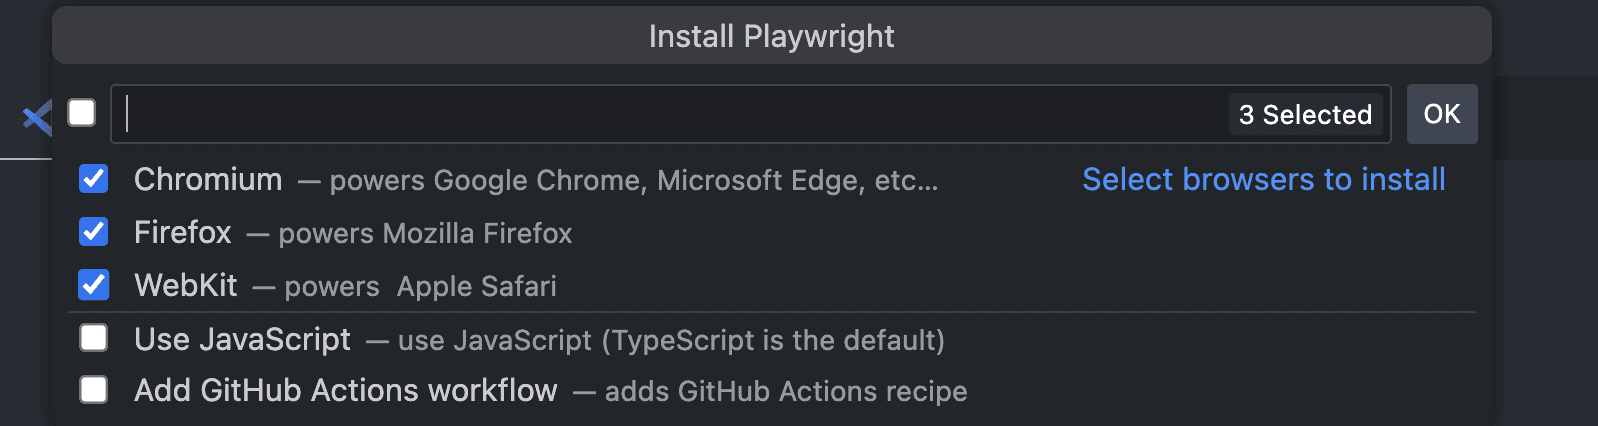 Install Playwright
3 Selected
OK
Chromium — powers Google Chrome, Microsoft Edge, etc...
Select browsers to install
Firefox — powers Mozilla Firefox
WebKit — powers  Apple Safari
Use JavaScript — use JavaScript (TypeScript is the default)
Add GitHub Actions workflow — adds GitHub Actions recipe